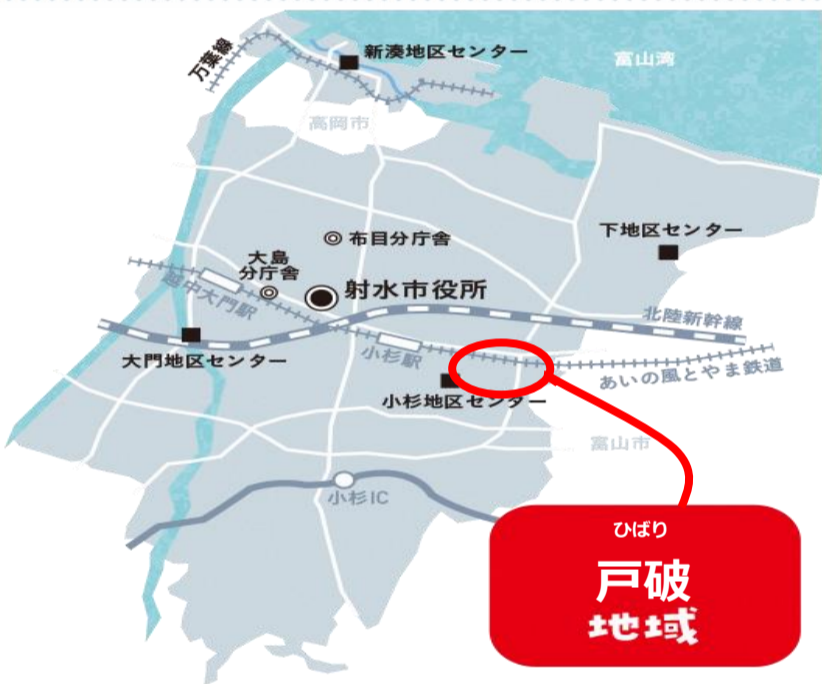 万葉線
新湊地区センター
富山湾
高岡市
布目分庁舎
下地区センター
大島
分庁舎
射水市役所
越中大門駅
北陸新幹線
大門地区センター
小杉駅
あいの風とやま鉄道
小杉地区センター
富山市
小杉IC
ひばり
戸破
地域